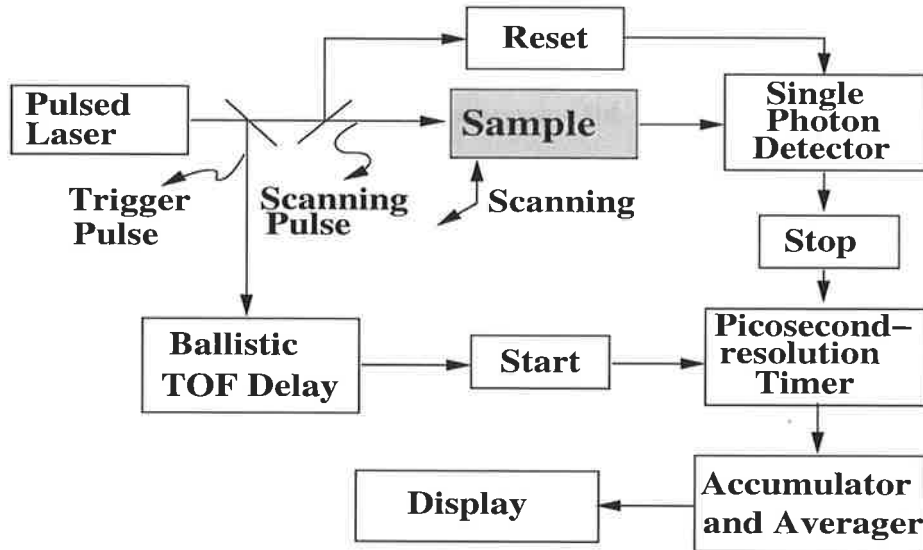 Reset
Pulsed
Laser
Sample
Single
Photon
Detector
Trigger
Pulse
Scanning
Pulse
Scanning
Stop
Ballistic
TOF Delay
Start
Picosecond–
resolution
Timer
Display
Accumulator
and Averager